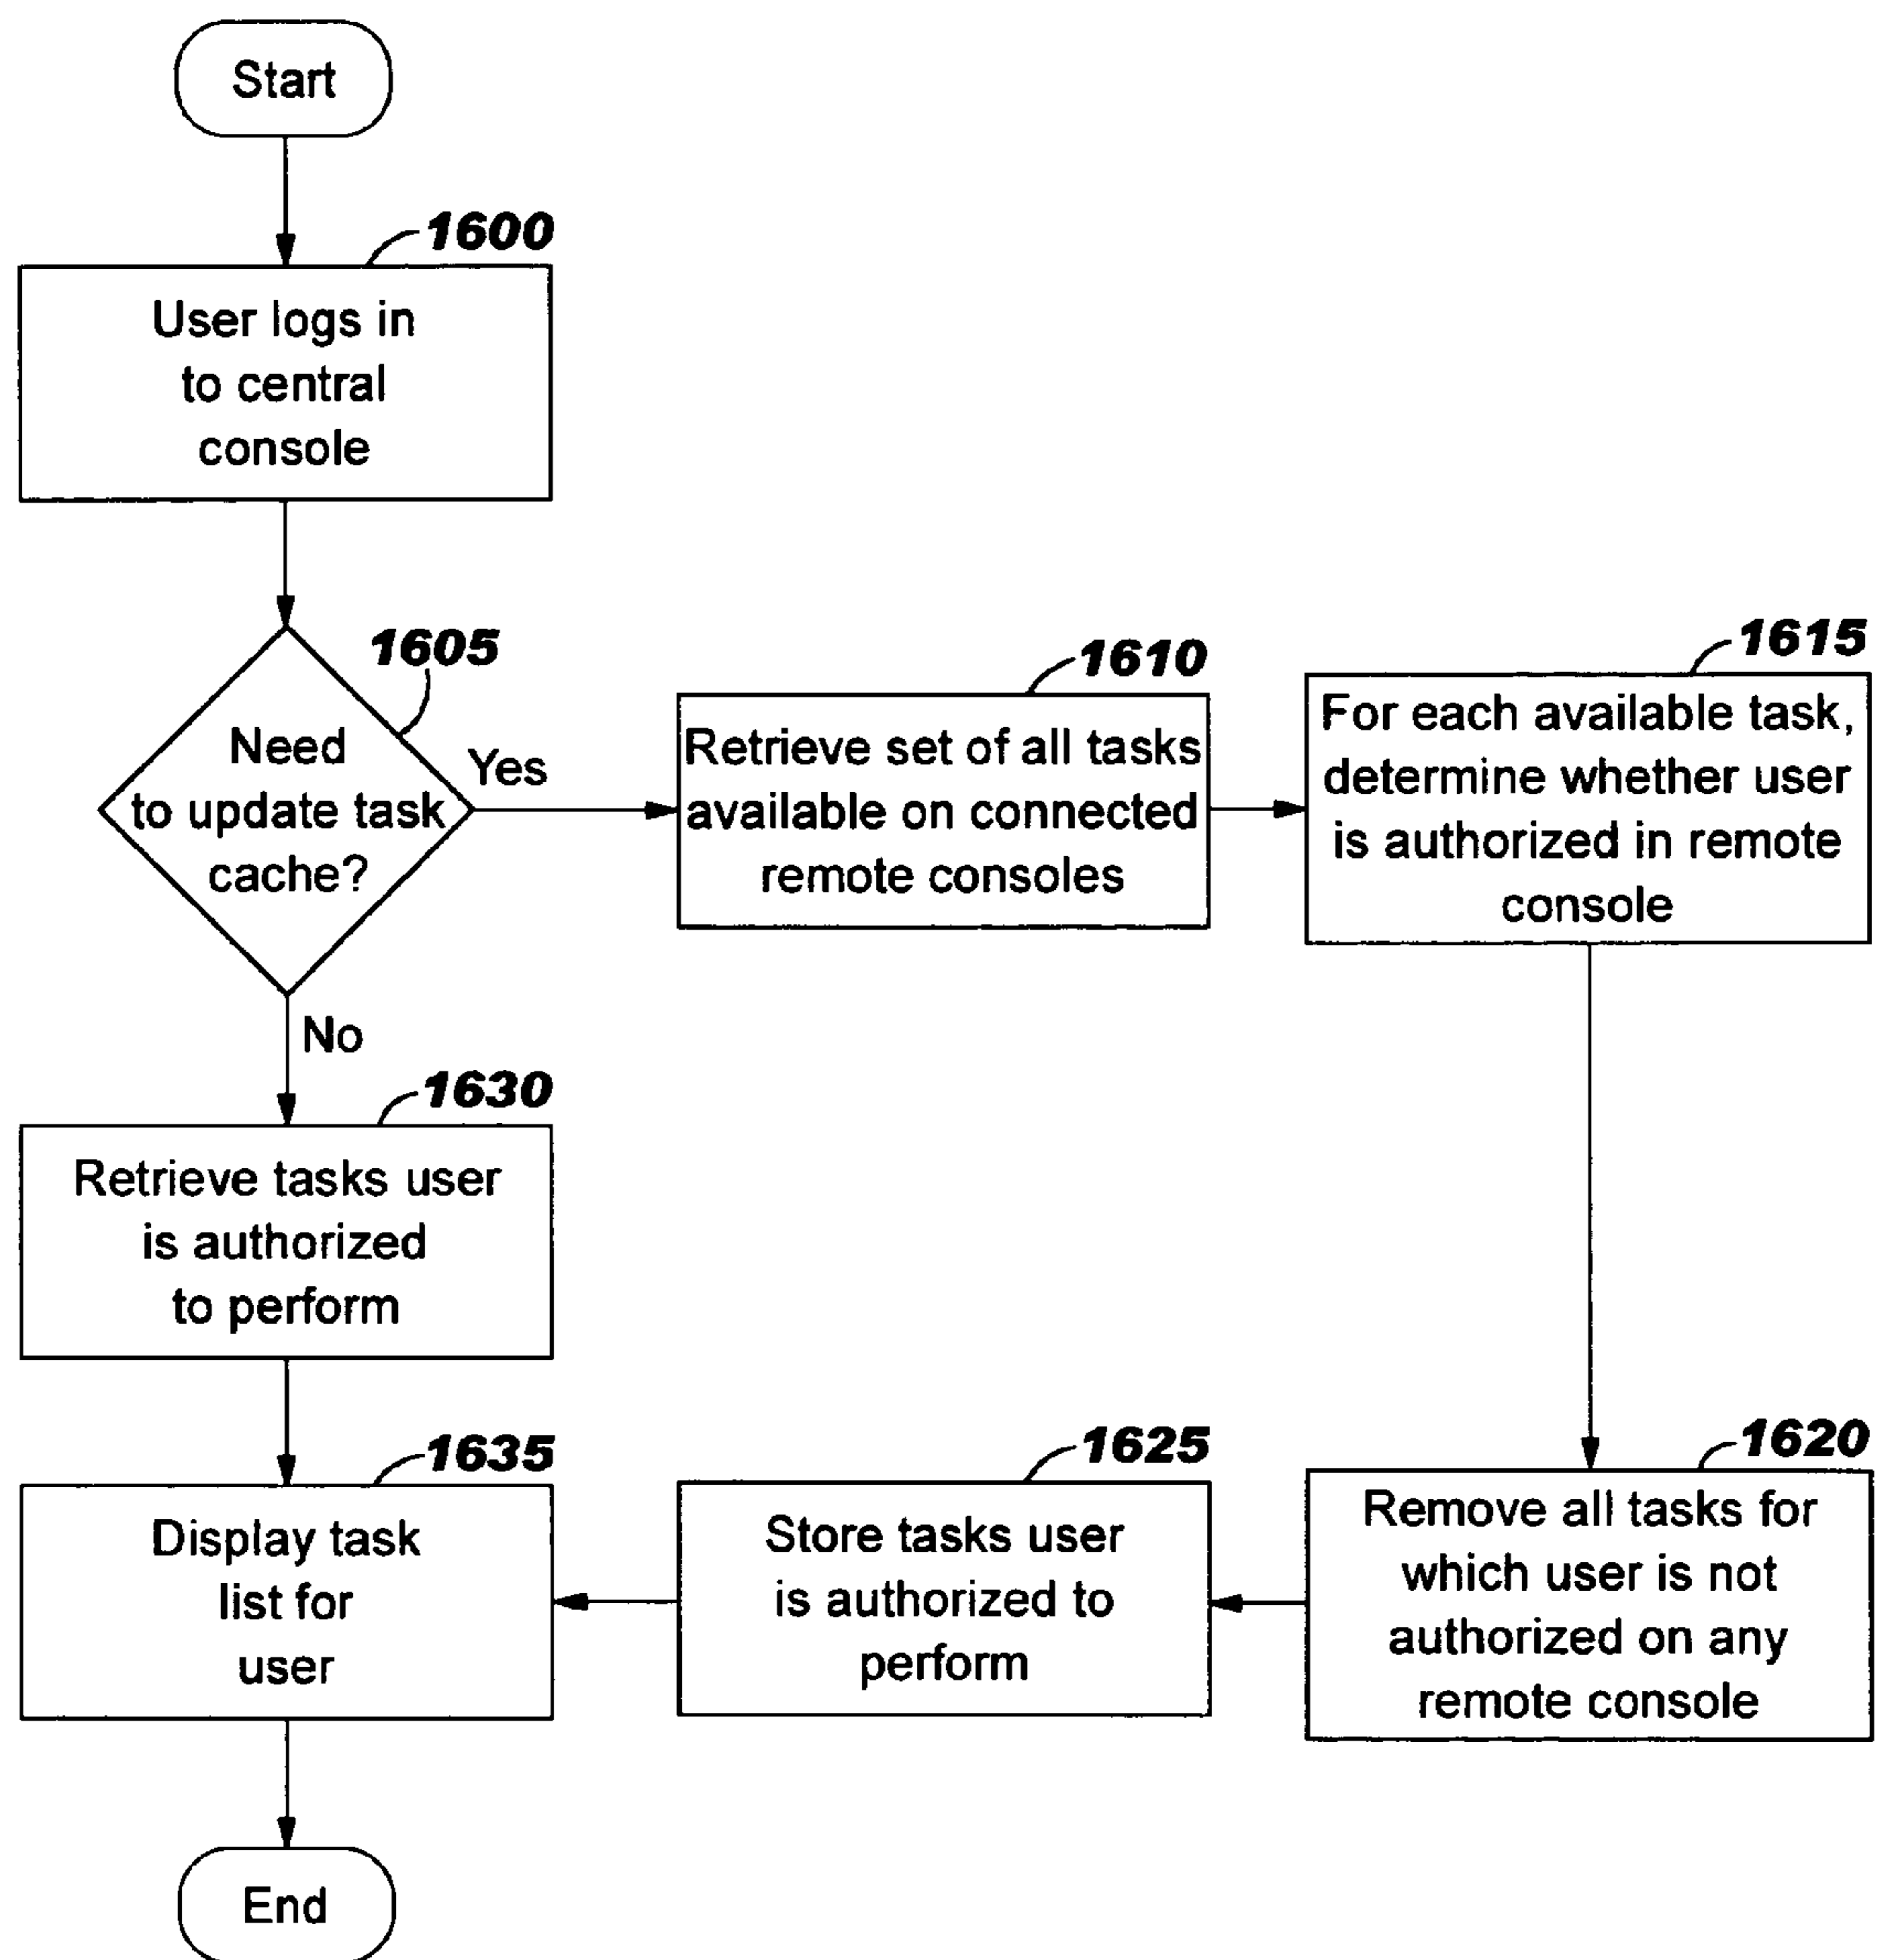 Start
1600
User logs in
to central
console
1605
Need
to update task
cache?
Yes
1610
Retrieve set of all tasks
available on connected
remote consoles
1615
For each available task,
determine whether user
is authorized in remote
console
No
1630
Retrieve tasks user
is authorized
to perform
1635
Display task
list for
user
1625
Store tasks user
is authorized to
perform
1620
Remove all tasks for
which user is not
authorized on any
remote console
End